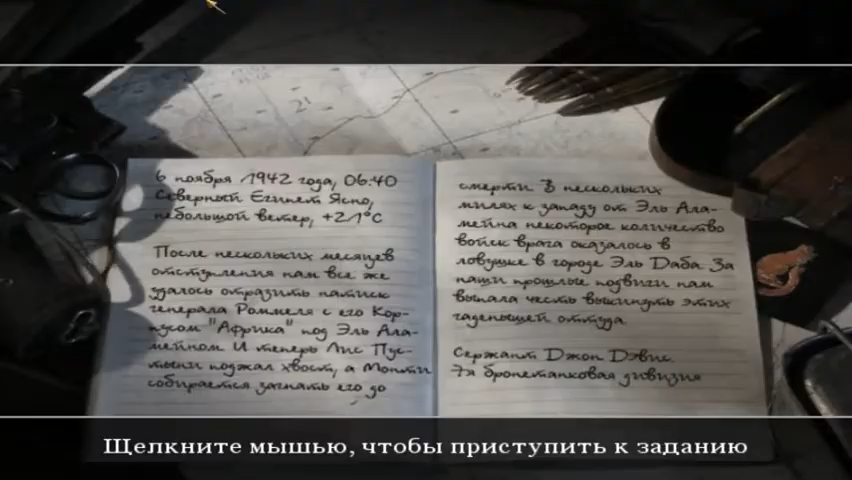 21
6 ноября 1942 года, 06:40
Северный Египет Ясно,
небольшой ветер, +21°C
После нескольких месяцев
отступления нам все же
удалось отразить натиск
генерала Роммеля с его Кор-
пусом "Африка" под Эль Ала-
мейном И теперь Лис Пус-
тыни поджал хвост, а Монти
собирается загнать его до
смерти В нескольких
милях к западу от Эль Ала-
мейна некоторое количество
войск врага оказалось в
ловушке в городе Эль Даба За
наши прошлые подвиги нам
выпала честь выкинуть этих
гаденышей оттуда
Сержант Джон Дэвис.
7я бронетанковая дивизия
Щелкните мышью, чтобы приступить к заданию